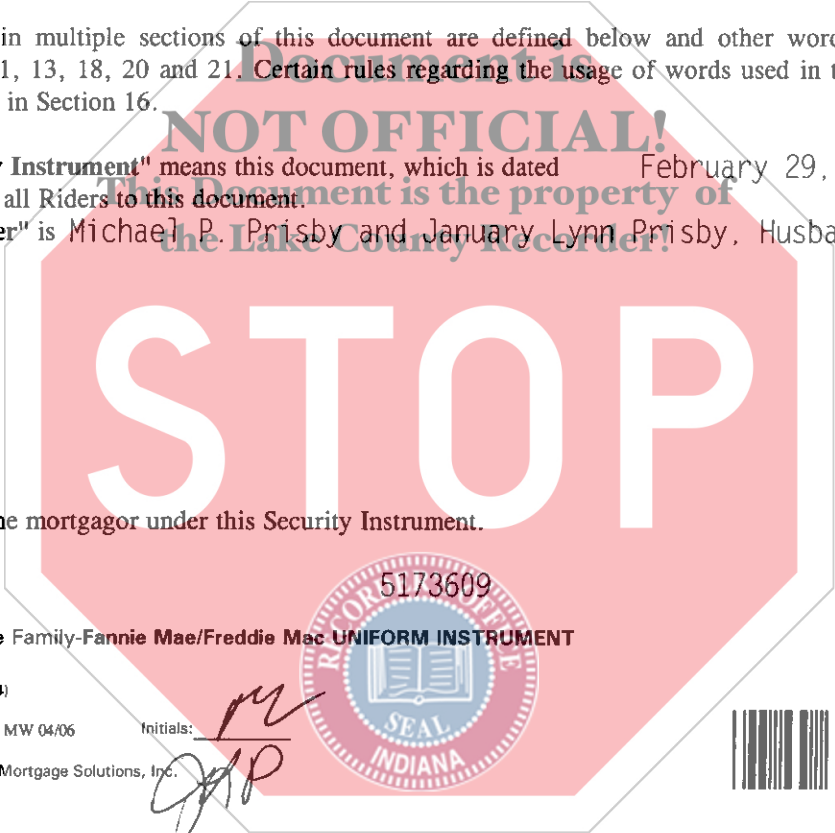 in multiple sections of this document are defined below and other word
1, 13, 18, 20 and 21. Certain rules regarding the usage of words used in t
in Section 16.
Document is
NOT OFFICIAL!
This Document is the property of
the Lake County Recorder!
Instrument" means this document, which is dated February 29,
all Riders to this document.
er" is Michael P. Prisby and January Lynn Prisby, Husba
STOP
he mortgagor under this Security Instrument.
5173609
e Family-Fannie Mae/Freddie Mac UNIFORM INSTRUMENT
MW 04/06 Initials:
Mortgage Solutions, Inc.
RECORDER'S OFFICE
SEAL
INDIANA